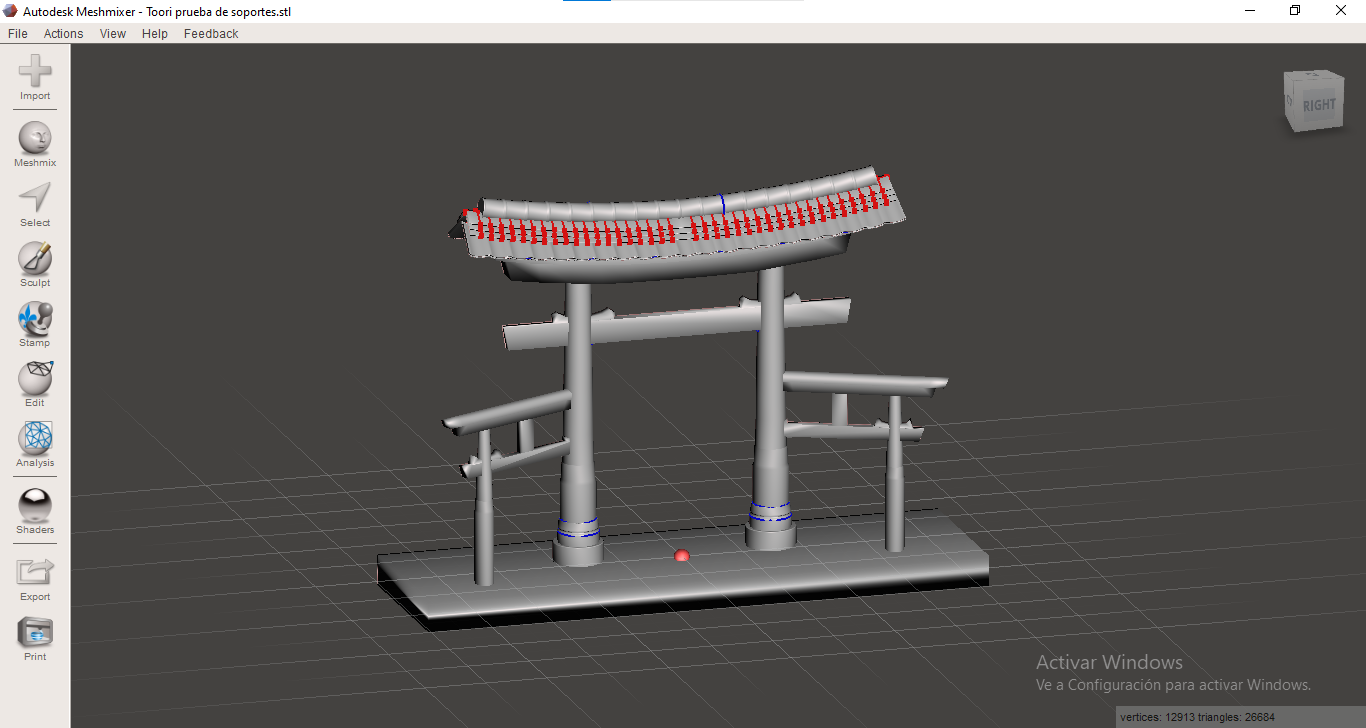 Autodesk Meshmixer - Toori prueba de soportes.stl
File Actions View Help Feedback
Import
Meshmix
Select
Sculpt
Stamp
Edit
Analysis
Shaders
Export
Print
RIGHT
Activar Windows
Ve a Configuración para activar Windows.
vertices: 12913 triangles: 26684